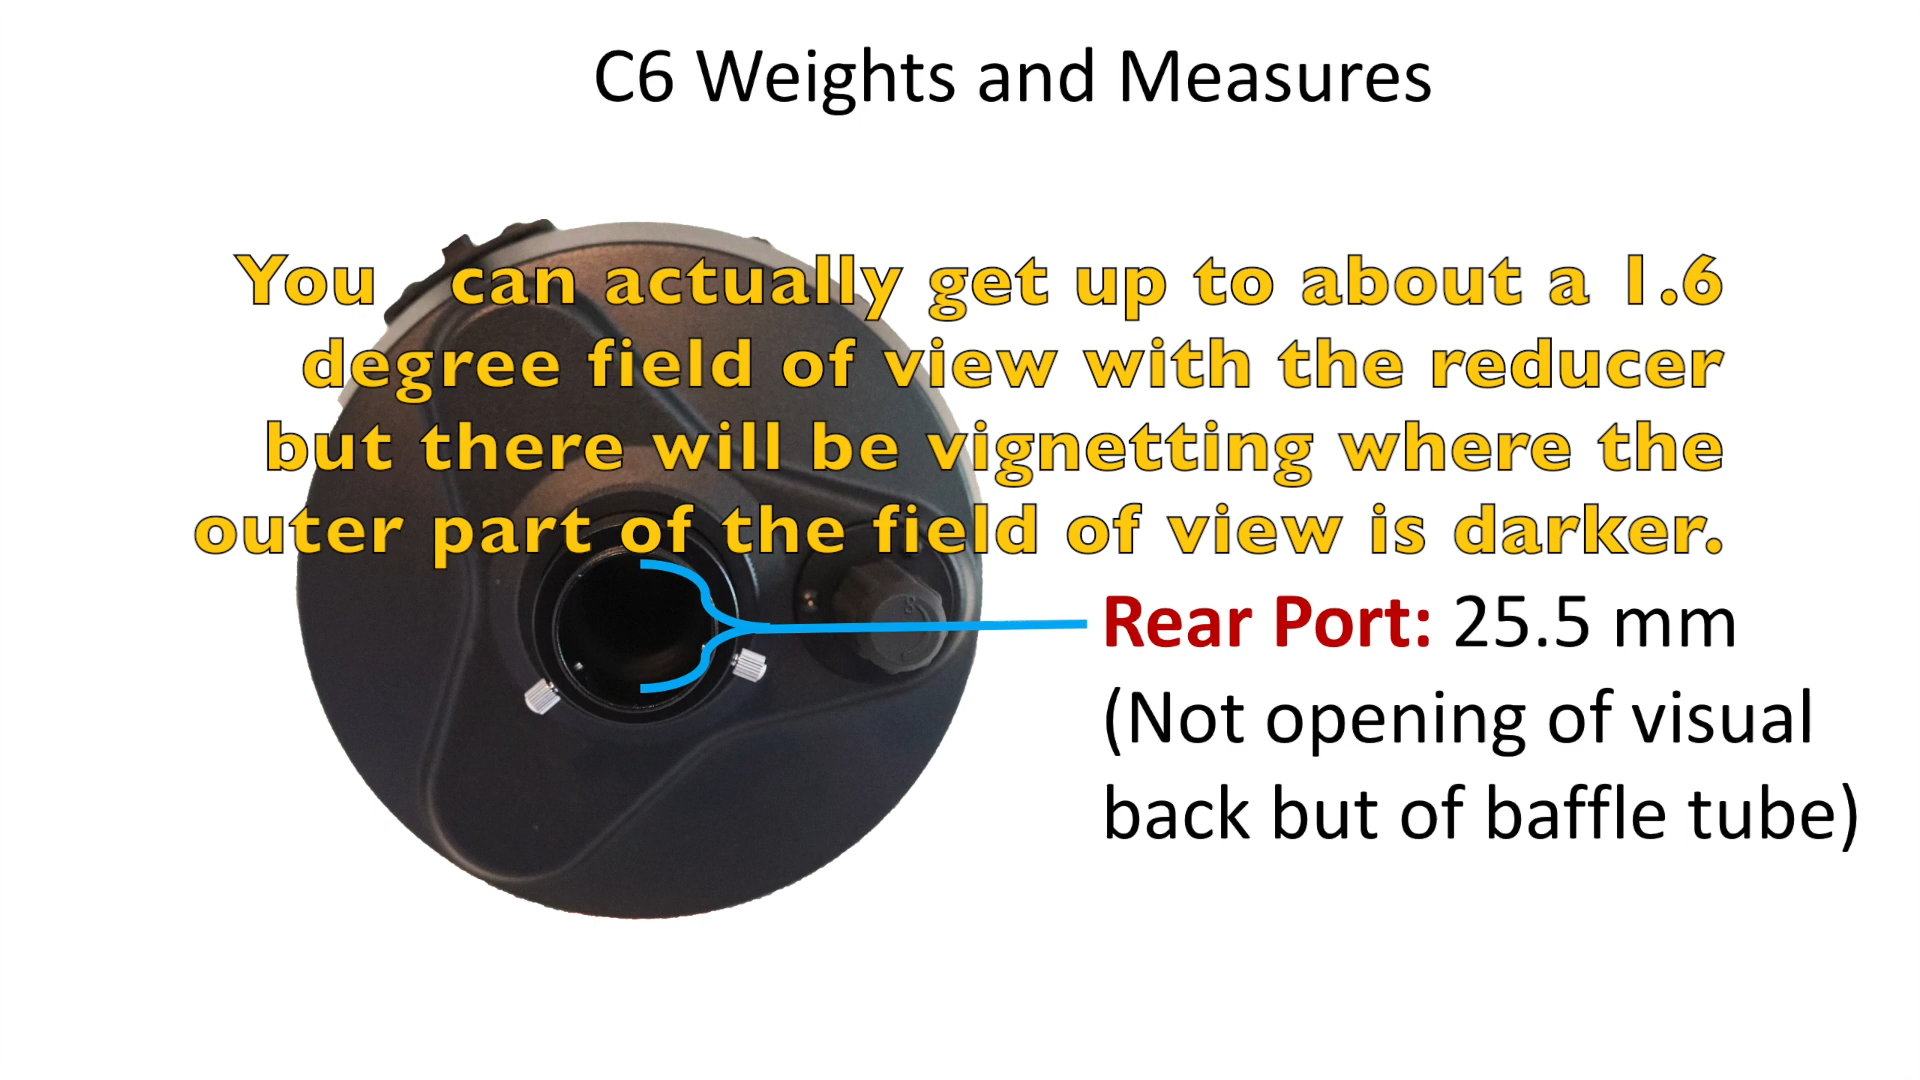 C6 Weights and Measures
You can actually get up to about a 1.6
degree field of view with the reducer
but there will be vignetting where the
outer part of the field of view is darker.
Rear Port: 25.5 mm
(Not opening of visual
back but of baffle tube)